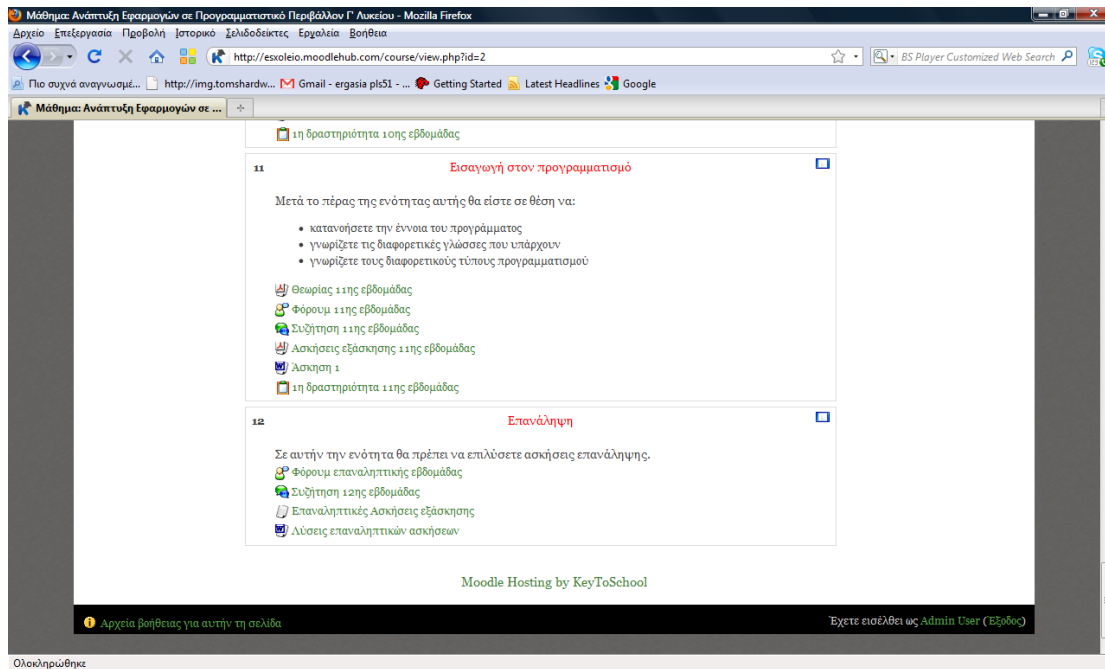 Μάθημα: Ανάπτυξη Εφαρμογών σε Προγραμματιστικό Περιβάλλον Γ' Λυκείου - Mozilla Firefox
Αρχείο Επεξεργασία Προβολή Ιστορικό Σελιδοδείκτες Εργαλεία Βοήθεια
http://esxoleio.moodlehub.com/course/view.php?id=2 BS Player Customized Web Search
Πιο συχνά αναγνωσμέ... http://img.tomshardw... Gmail - ergasia pls51 - ... Getting Started Latest Headlines Google
Μάθημα: Ανάπτυξη Εφαρμογών σε ...
1η δραστηριότητα 10ης εβδομάδας
11 Εισαγωγή στον προγραμματισμό
Μετά το πέρας της ενότητας αυτής θα είστε σε θέση να:
• κατανοήσετε την έννοια του προγράμματος
• γνωρίζετε τις διαφορετικές γλώσσες που υπάρχουν
• γνωρίζετε τους διαφορετικούς τύπους προγραμματισμού
Θεωρίας 11ης εβδομάδας
Φόρουμ 11ης εβδομάδας
Συζήτηση 11ης εβδομάδας
Ασκήσεις εξάσκησης 11ης εβδομάδας
Άσκηση 1
1η δραστηριότητα 11ης εβδομάδας
12 Επανάληψη
Σε αυτήν την ενότητα θα πρέπει να επιλύσετε ασκήσεις επανάληψης.
Φόρουμ επαναληπτικής εβδομάδας
Συζήτηση 12ης εβδομάδας
Επαναληπτικές Ασκήσεις εξάσκησης
Λύσεις επαναληπτικών ασκήσεων
Moodle Hosting by KeyToSchool
Αρχεία βοήθειας για αυτήν τη σελίδα Έχετε εισέλθει ως Admin User (Έξοδος)
Ολοκληρώθηκε